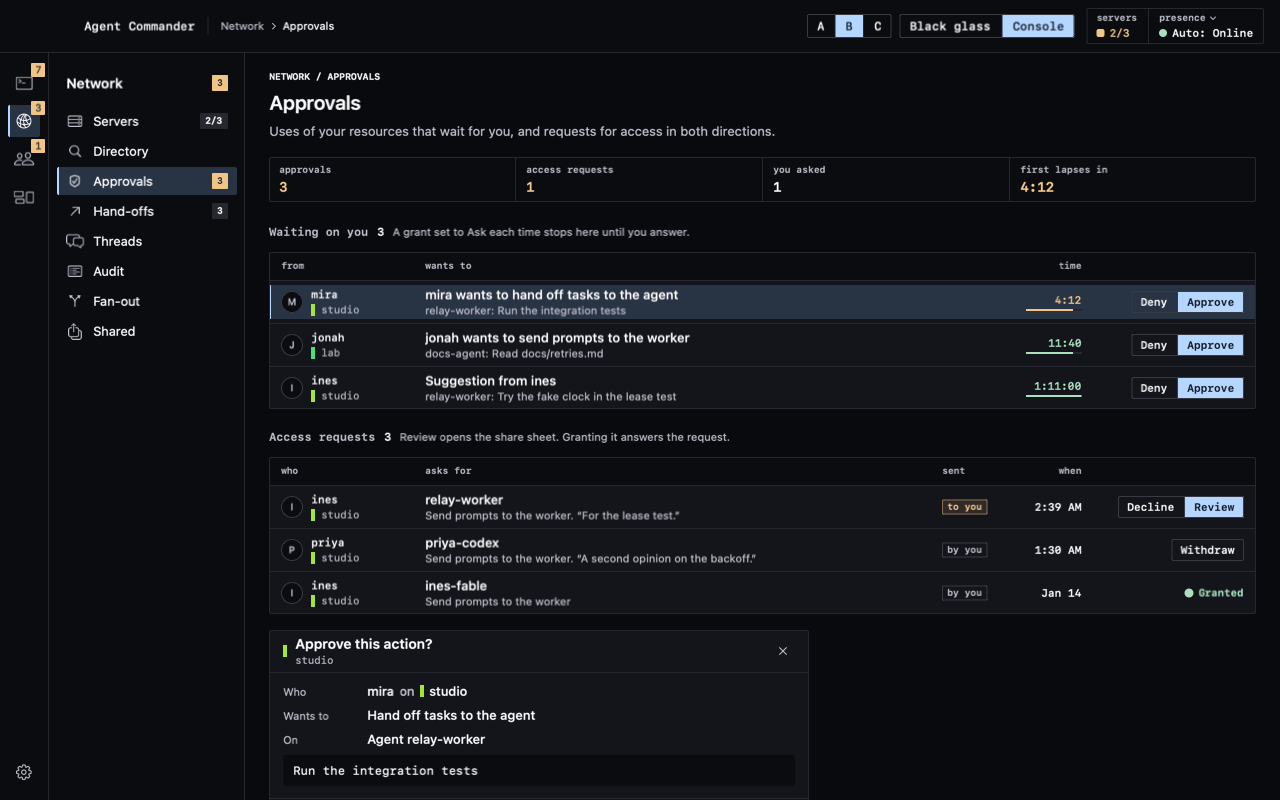 Agent Commander
Network > Approvals
A B C
Black glass Console
servers
2/3
presence
Auto: Online
7
3
1
Network 3
Servers 2/3
Directory
Approvals 3
Hand-offs 3
Threads
Audit
Fan-out
Shared
NETWORK / APPROVALS
Approvals
Uses of your resources that wait for you, and requests for access in both directions.
approvals
3
access requests
1
you asked
1
first lapses in
4:12
Waiting on you 3 A grant set to Ask each time stops here until you answer.
from wants to time
M mira
studio
mira wants to hand off tasks to the agent
relay-worker: Run the integration tests
4:12
Deny Approve
J jonah
lab
jonah wants to send prompts to the worker
docs-agent: Read docs/retries.md
11:40
Deny Approve
I ines
studio
Suggestion from ines
relay-worker: Try the fake clock in the lease test
1:11:00
Deny Approve
Access requests 3 Review opens the share sheet. Granting it answers the request.
who asks for sent when
I ines
studio
relay-worker
Send prompts to the worker. “For the lease test.”
to you
2:39 AM
Decline Review
P priya
studio
priya-codex
Send prompts to the worker. “A second opinion on the backoff.”
by you
1:30 AM
Withdraw
I ines
studio
ines-fable
Send prompts to the worker
by you
Jan 14
Granted
Approve this action?
studio
Who mira on studio
Wants to Hand off tasks to the agent
On Agent relay-worker
Run the integration tests